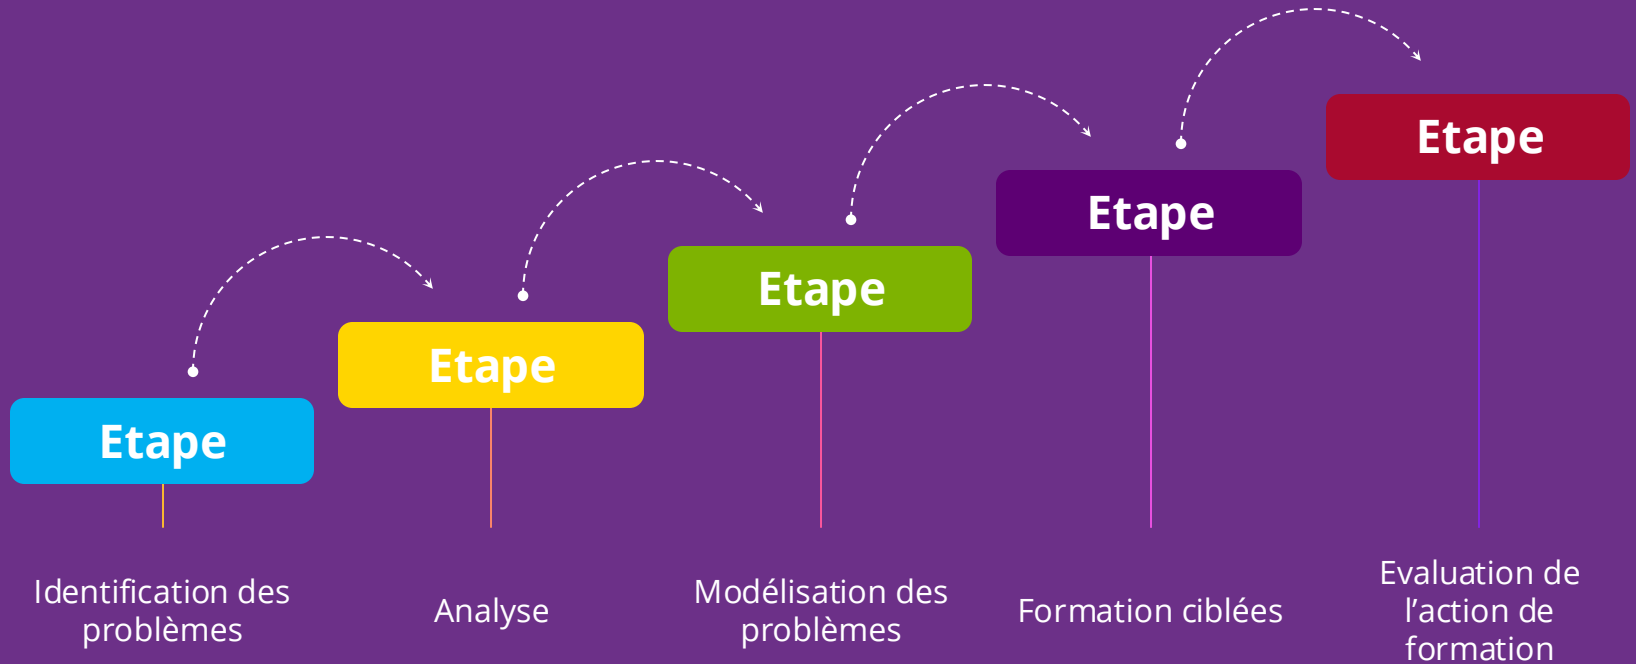 Etape
Etape
Etape
Etape
Etape
Identification des
problèmes
Analyse
Modélisation des
problèmes
Formation ciblées
Evaluation de
l’action de
formation